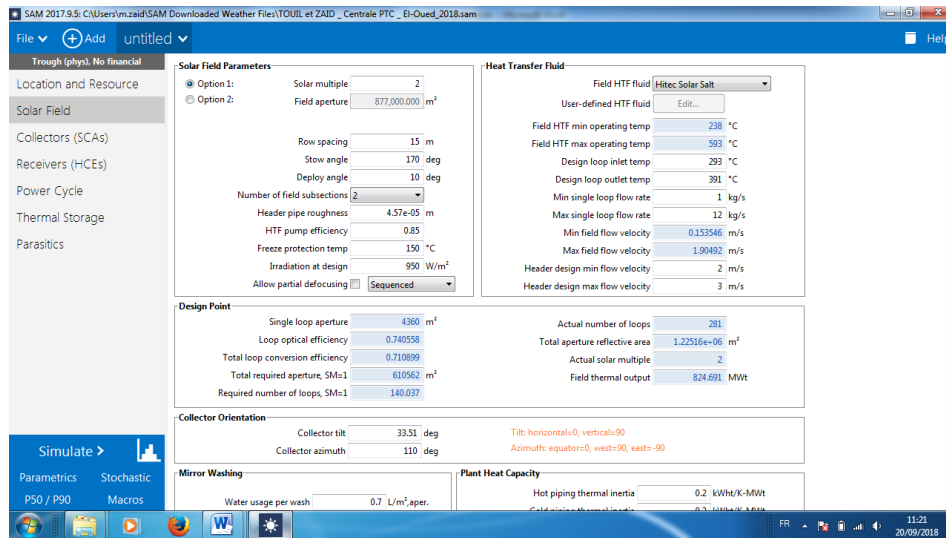 SAM 2017.9.5: C:\Users\m.zaid\SAM Downloaded Weather Files\TOUIL et ZAID _ Centrale PTC _ El-Oued_2018.sam
File Add untitled Help
Trough (phys), No financial
Location and Resource
Solar Field
Collectors (SCAs)
Receivers (HCEs)
Power Cycle
Thermal Storage
Parasitics
Simulate >
Parametrics Stochastic
P50 / P90 Macros
Solar Field Parameters
Option 1: Solar multiple 2
Option 2: Field aperture 877,000.000 m²
Row spacing 15 m
Stow angle 170 deg
Deploy angle 10 deg
Number of field subsections 2
Header pipe roughness 4.57e-05 m
HTF pump efficiency 0.85
Freeze protection temp 150 °C
Irradiation at design 950 W/m²
Allow partial defocusing Sequenced
Heat Transfer Fluid
Field HTF fluid Hitec Solar Salt
User-defined HTF fluid Edit...
Field HTF min operating temp 238 °C
Field HTF max operating temp 593 °C
Design loop inlet temp 293 °C
Design loop outlet temp 391 °C
Min single loop flow rate 1 kg/s
Max single loop flow rate 12 kg/s
Min field flow velocity 0.153546 m/s
Max field flow velocity 1.90492 m/s
Header design min flow velocity 2 m/s
Header design max flow velocity 3 m/s
Design Point
Single loop aperture 4360 m²
Loop optical efficiency 0.740558
Total loop conversion efficiency 0.710899
Total required aperture, SM=1 610562 m²
Required number of loops, SM=1 140.037
Actual number of loops 281
Total aperture reflective area 1.22516e+06 m²
Actual solar multiple 2
Field thermal output 824.691 MWt
Collector Orientation
Collector tilt 33.51 deg
Collector azimuth 110 deg
Tilt: horizontal=0, vertical=90
Azimuth: equator=0, west=90, east=-90
Mirror Washing
Water usage per wash 0.7 L/m²,aper.
Plant Heat Capacity
Hot piping thermal inertia 0.2 kWht/K-MWt
Cold piping thermal inertia 0.2 kWht/K-MWt
FR
11:21
20/09/2018